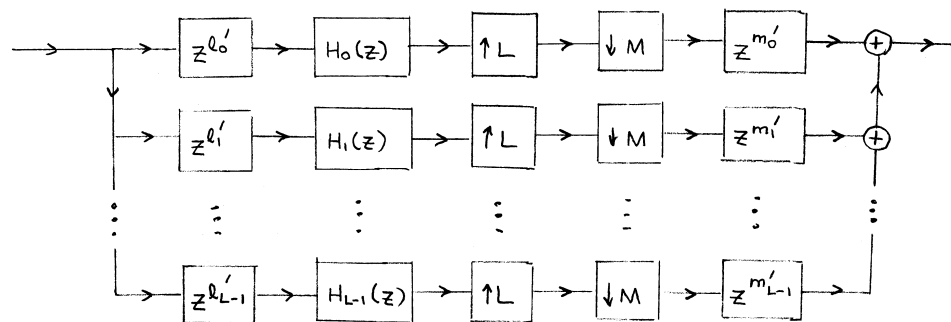 z^{l_0'} H_0(z) ↑L ↓M z^{m_0'} +
z^{l_1'} H_1(z) ↑L ↓M z^{m_1'} +
z^{l_{L-1}'} H_{L-1}(z) ↑L ↓M z^{m_{L-1}'}